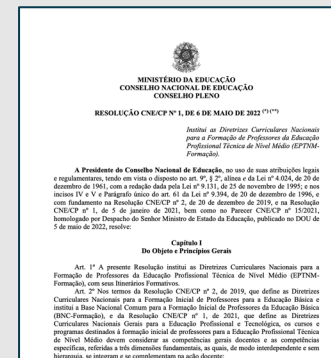 MINISTÉRIO DA EDUCAÇÃO
CONSELHO NACIONAL DE EDUCAÇÃO
CONSELHO PLENO
RESOLUÇÃO CNE/CP Nº 1, DE 6 DE MAIO DE 2022 (*) (**)
Institui as Diretrizes Curriculares Nacionais
para a Formação de Professores da Educação
Profissional Técnica de Nível Médio (EPTNM-
Formação).
A Presidente do Conselho Nacional de Educação, no uso de suas atribuições legais
e regulamentares, tendo em vista o disposto no art. 9º, § 2º, alínea e da Lei nº 4.024, de 20 de
dezembro de 1961, com a redação dada pela Lei nº 9.131, de 25 de novembro de 1995; e nos
incisos IV e V e Parágrafo único do art. 61 da Lei nº 9.394, de 20 de dezembro de 1996, e
com fundamento na Resolução CNE/CP nº 2, de 20 de dezembro de 2019, e na Resolução
CNE/CP nº 1, de 5 de janeiro de 2021, bem como no Parecer CNE/CP nº 15/2021,
homologado por Despacho do Senhor Ministro de Estado da Educação, publicado no DOU de
5 de maio de 2022, resolve:
Capítulo I
Do Objeto e Princípios Gerais
Art. 1º A presente Resolução institui as Diretrizes Curriculares Nacionais para a
Formação de Professores da Educação Profissional Técnica de Nível Médio (EPTNM-
Formação), com seus Itinerários Formativos.
Art. 2º Nos termos da Resolução CNE/CP nº 2, de 2019, que define as Diretrizes
Curriculares Nacionais para a Formação Inicial de Professores para a Educação Básica e
institui a Base Nacional Comum para a Formação Inicial de Professores da Educação Básica
(BNC-Formação), e da Resolução CNE/CP nº 1, de 2021, que define as Diretrizes
Curriculares Nacionais Gerais para a Educação Profissional e Tecnológica, os cursos e
programas destinados à formação inicial de professores para a Educação Profissional Técnica
de Nível Médio devem considerar as competências gerais docentes e as competências
específicas, referidas a três dimensões fundamentais, as quais, de modo interdependente e sem
hierarquia, se integram e se complementam na ação docente: